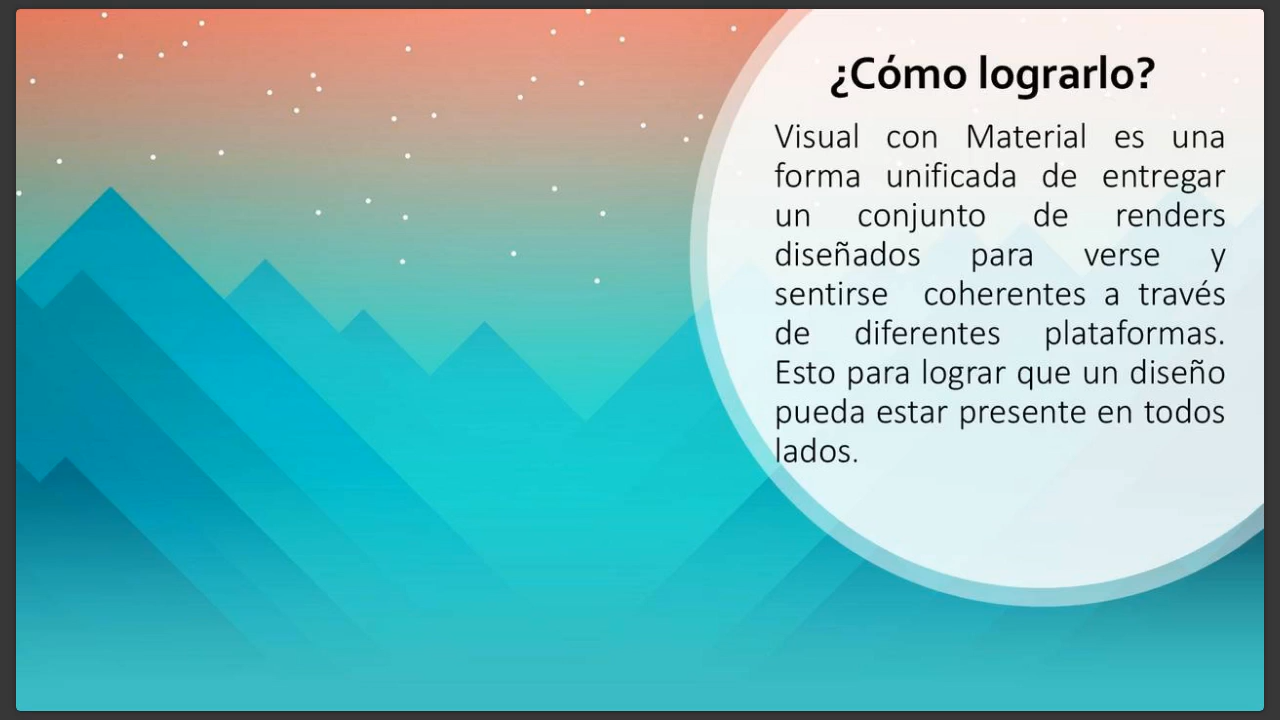 ¿Cómo lograrlo?
Visual con Material es una
forma unificada de entregar
un conjunto de renders
diseñados para verse y
sentirse coherentes a través
de diferentes plataformas.
Esto para lograr que un diseño
pueda estar presente en todos
lados.